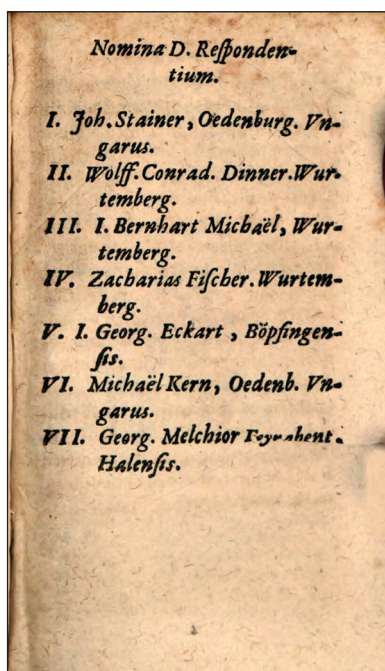 Nomina D. Reſponden-
tium.
I. Joh. Stainer, Oedenburg. Vn-
garus.
II. Wolff. Conrad. Dinner. Wur-
temberg.
III. I. Bernhart Michaël, Wur-
temberg.
IV. Zacharias Fiſcher. Wurtem-
berg.
V. I. Georg. Eckart, Böpfingen-
ſis.
VI. Michaël Kern, Oedenb. Vn-
garus.
VII. Georg. Melchior
Halenſis.